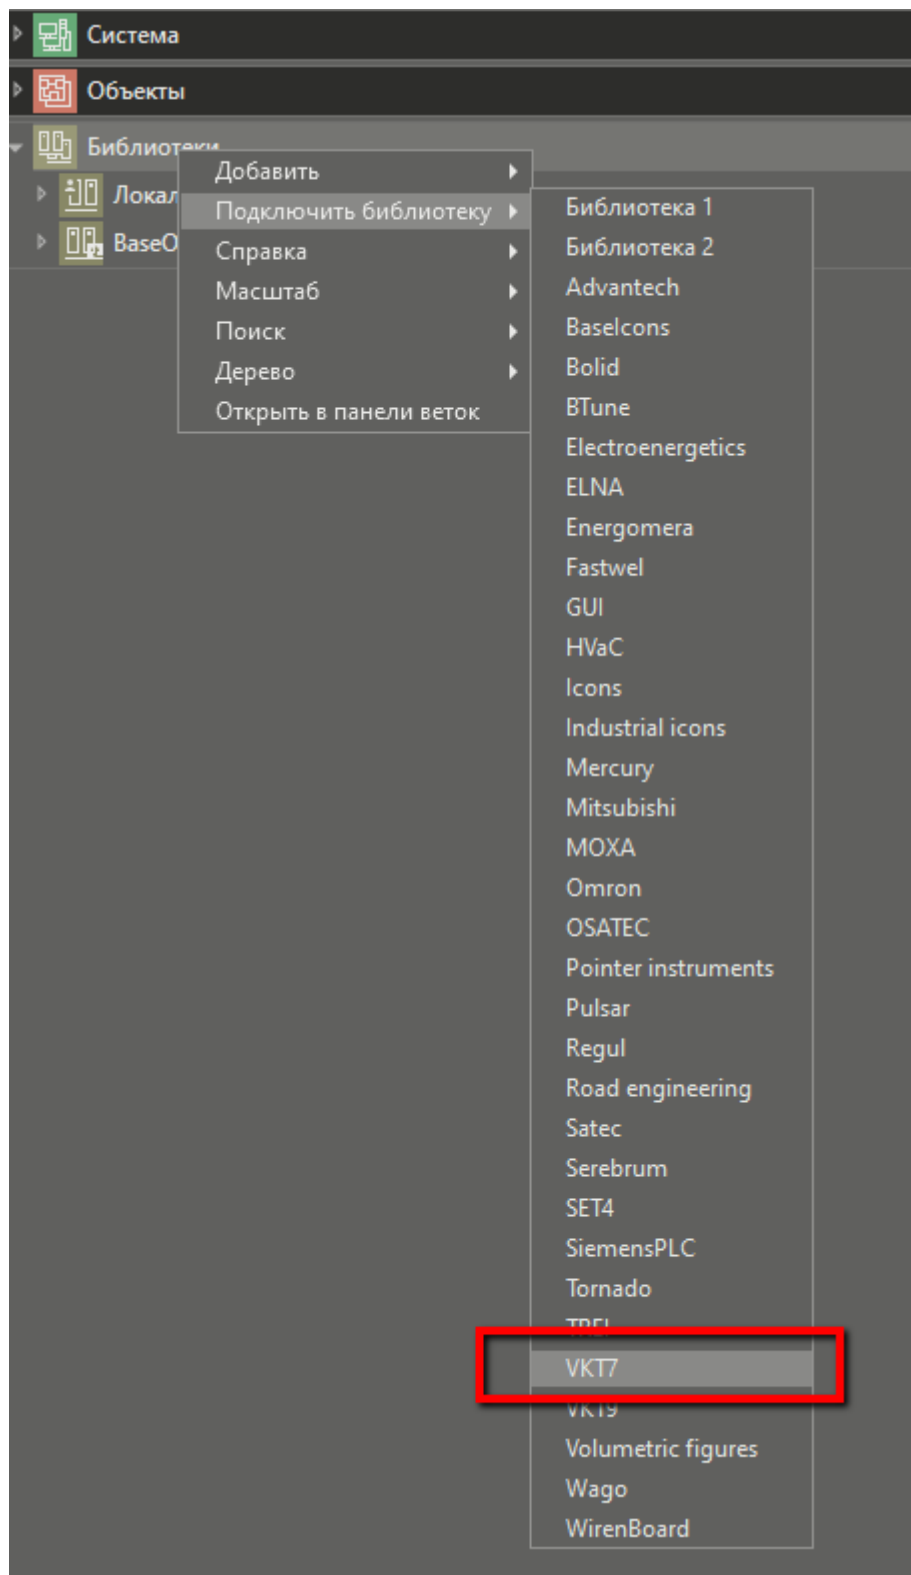 Система
Объекты
Библиотеки
Локал
BaseO
Добавить
Подключить библиотеку
Справка
Масштаб
Поиск
Дерево
Открыть в панели веток
Библиотека 1
Библиотека 2
Advantech
BaseIcons
Bolid
BTune
Electroenergetics
ELNA
Energomera
Fastwel
GUI
HVaC
Icons
Industrial icons
Mercury
Mitsubishi
MOXA
Omron
OSATEC
Pointer instruments
Pulsar
Regul
Road engineering
Satec
Serebrum
SET4
SiemensPLC
Tornado
TREI
VKT7
VKT9
Volumetric figures
Wago
WirenBoard